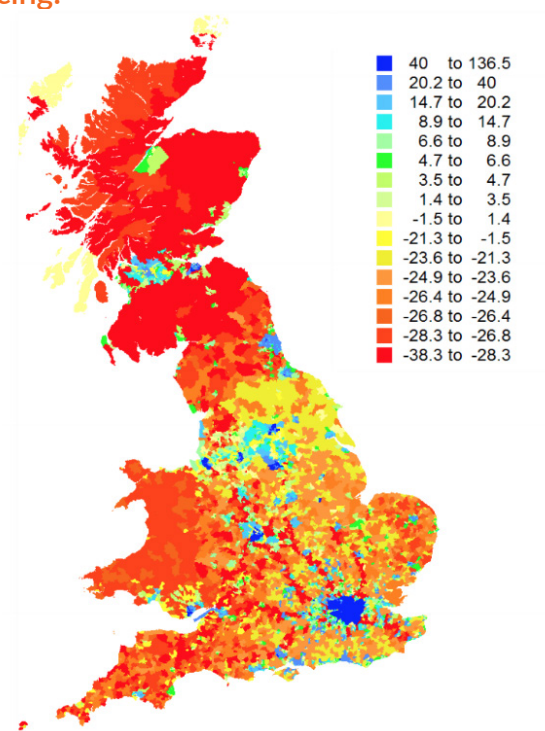 cing?
40 to 136.5
20.2 to 40
14.7 to 20.2
8.9 to 14.7
6.6 to 8.9
4.7 to 6.6
3.5 to 4.7
1.4 to 3.5
-1.5 to 1.4
-21.3 to -1.5
-23.6 to -21.3
-24.9 to -23.6
-26.4 to -24.9
-26.8 to -26.4
-28.3 to -26.8
-38.3 to -28.3